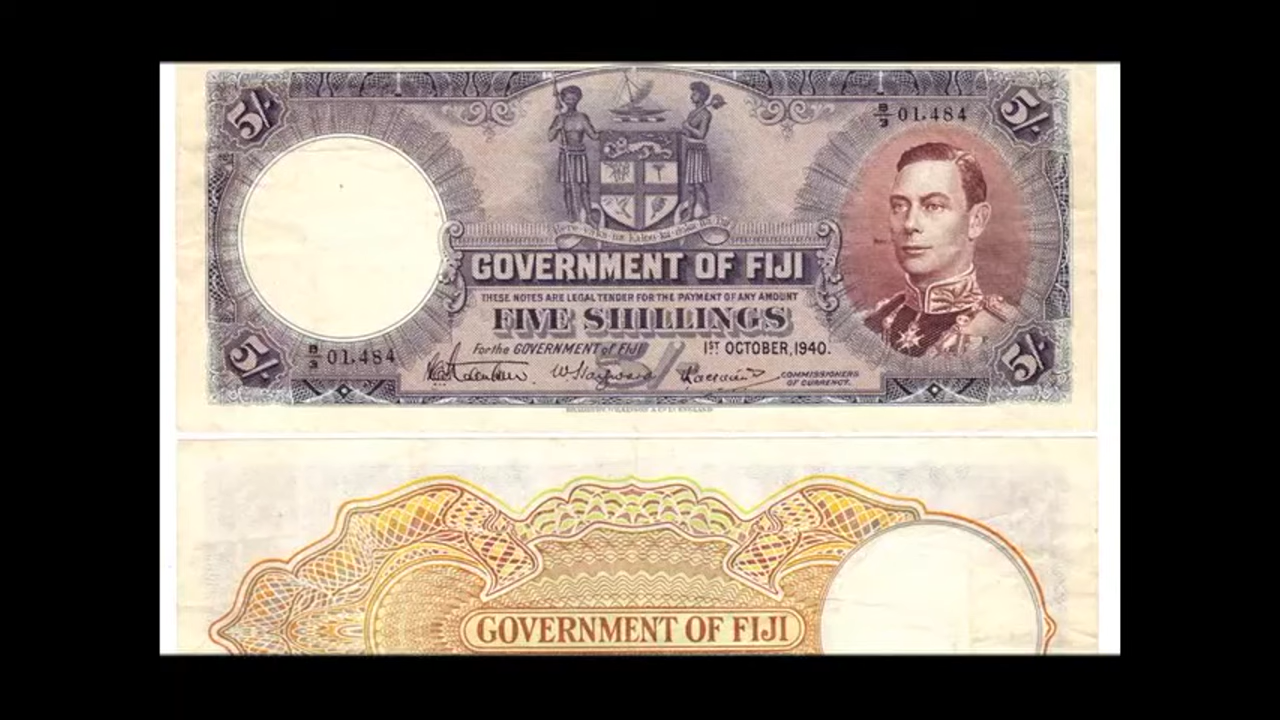 5/-
5/-
B/3 01,484
GOVERNMENT OF FIJI
THESE NOTES ARE LEGAL TENDER FOR THE PAYMENT OF ANY AMOUNT
FIVE SHILLINGS
B/3 01,484
For the GOVERNMENT of FIJI
1ST OCTOBER, 1940.
5/-
5/
5/-
COMMISSIONERS
OF CURRENCY.
GOVERNMENT OF FIJI